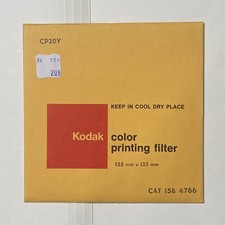 CP20Y
KEEP IN COOL DRY PLACE
Kodak
color
printing filter
125 mm x 125 mm
CAT 158 6766